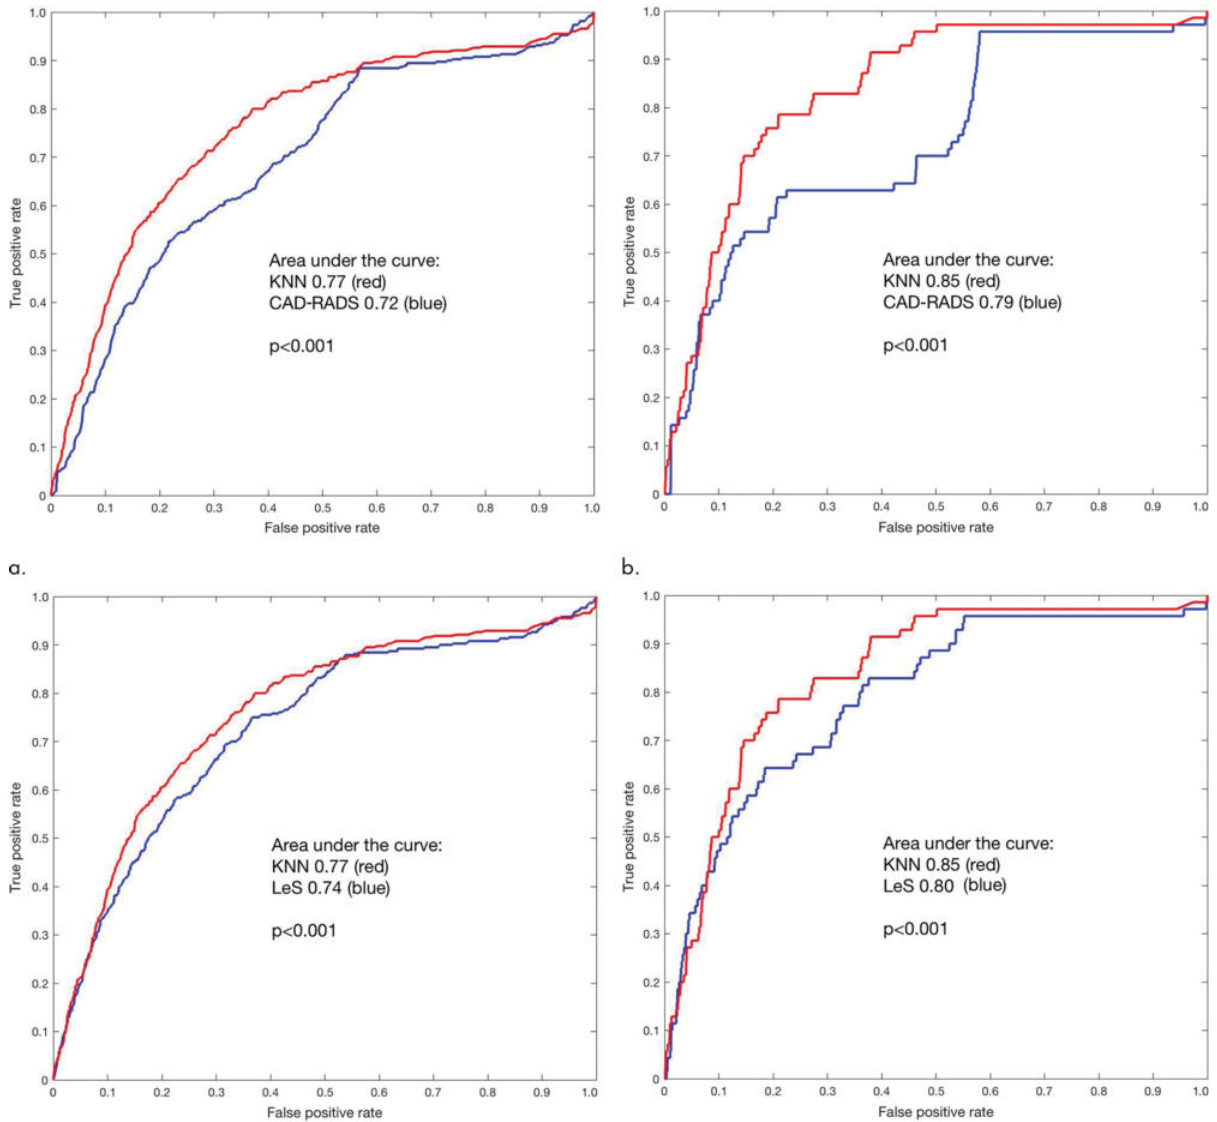 1.0
0.9
0.8
0.7
0.6
0.5
0.4
0.3
0.2
0.1
0
True positive rate
Area under the curve:
KNN 0.77 (red)
CAD-RADS 0.72 (blue)
p<0.001
0 0.1 0.2 0.3 0.4 0.5 0.6 0.7 0.8 0.9 1.0
False positive rate
a.
1.0
0.9
0.8
0.7
0.6
0.5
0.4
0.3
0.2
0.1
0
True positive rate
Area under the curve:
KNN 0.85 (red)
CAD-RADS 0.79 (blue)
p<0.001
0 0.1 0.2 0.3 0.4 0.5 0.6 0.7 0.8 0.9 1.0
False positive rate
b.
1.0
0.9
0.8
0.7
0.6
0.5
0.4
0.3
0.2
0.1
0
True positive rate
Area under the curve:
KNN 0.77 (red)
LeS 0.74 (blue)
p<0.001
0 0.1 0.2 0.3 0.4 0.5 0.6 0.7 0.8 0.9 1.0
False positive rate
1.0
0.9
0.8
0.7
0.6
0.5
0.4
0.3
0.2
0.1
0
True positive rate
Area under the curve:
KNN 0.85 (red)
LeS 0.80 (blue)
p<0.001
0 0.1 0.2 0.3 0.4 0.5 0.6 0.7 0.8 0.9 1.0
False positive rate